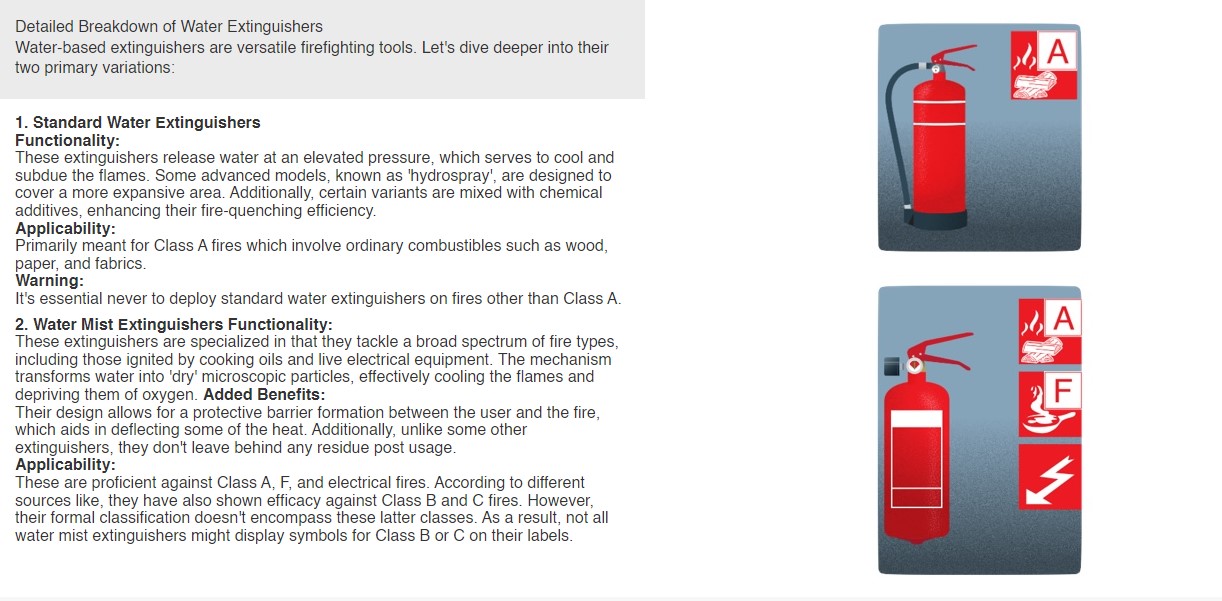 Detailed Breakdown of Water Extinguishers
Water-based extinguishers are versatile firefighting tools. Let's dive deeper into their
two primary variations:
1. Standard Water Extinguishers
Functionality:
These extinguishers release water at an elevated pressure, which serves to cool and
subdue the flames. Some advanced models, known as 'hydrospray', are designed to
cover a more expansive area. Additionally, certain variants are mixed with chemical
additives, enhancing their fire-quenching efficiency.
Applicability:
Primarily meant for Class A fires which involve ordinary combustibles such as wood,
paper, and fabrics.
Warning:
It's essential never to deploy standard water extinguishers on fires other than Class A.
2. Water Mist Extinguishers Functionality:
These extinguishers are specialized in that they tackle a broad spectrum of fire types,
including those ignited by cooking oils and live electrical equipment. The mechanism
transforms water into 'dry' microscopic particles, effectively cooling the flames and
depriving them of oxygen. Added Benefits:
Their design allows for a protective barrier formation between the user and the fire,
which aids in deflecting some of the heat. Additionally, unlike some other
extinguishers, they don't leave behind any residue post usage.
Applicability:
These are proficient against Class A, F, and electrical fires. According to different
sources like, they have also shown efficacy against Class B and C fires. However,
their formal classification doesn't encompass these latter classes. As a result, not all
water mist extinguishers might display symbols for Class B or C on their labels.
A
A
F